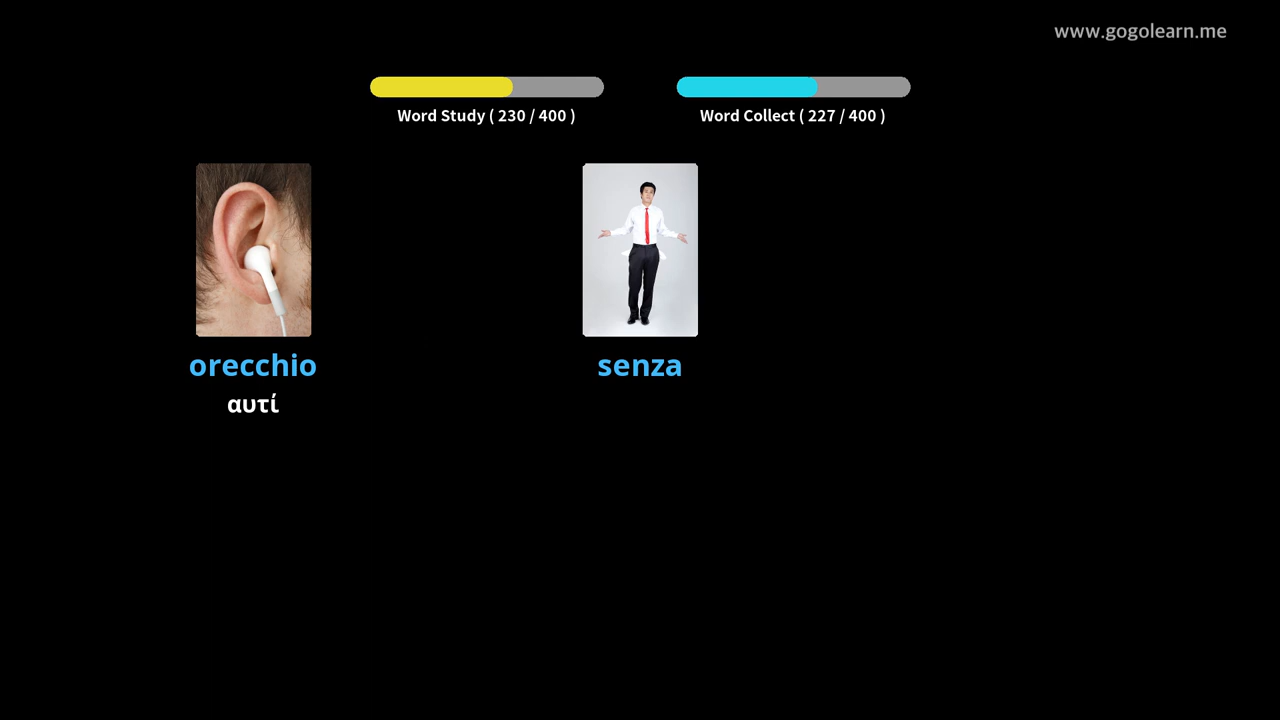 www.gogolearn.me
Word Study ( 230 / 400 )
Word Collect ( 227 / 400 )
orecchio
senza
αυτί